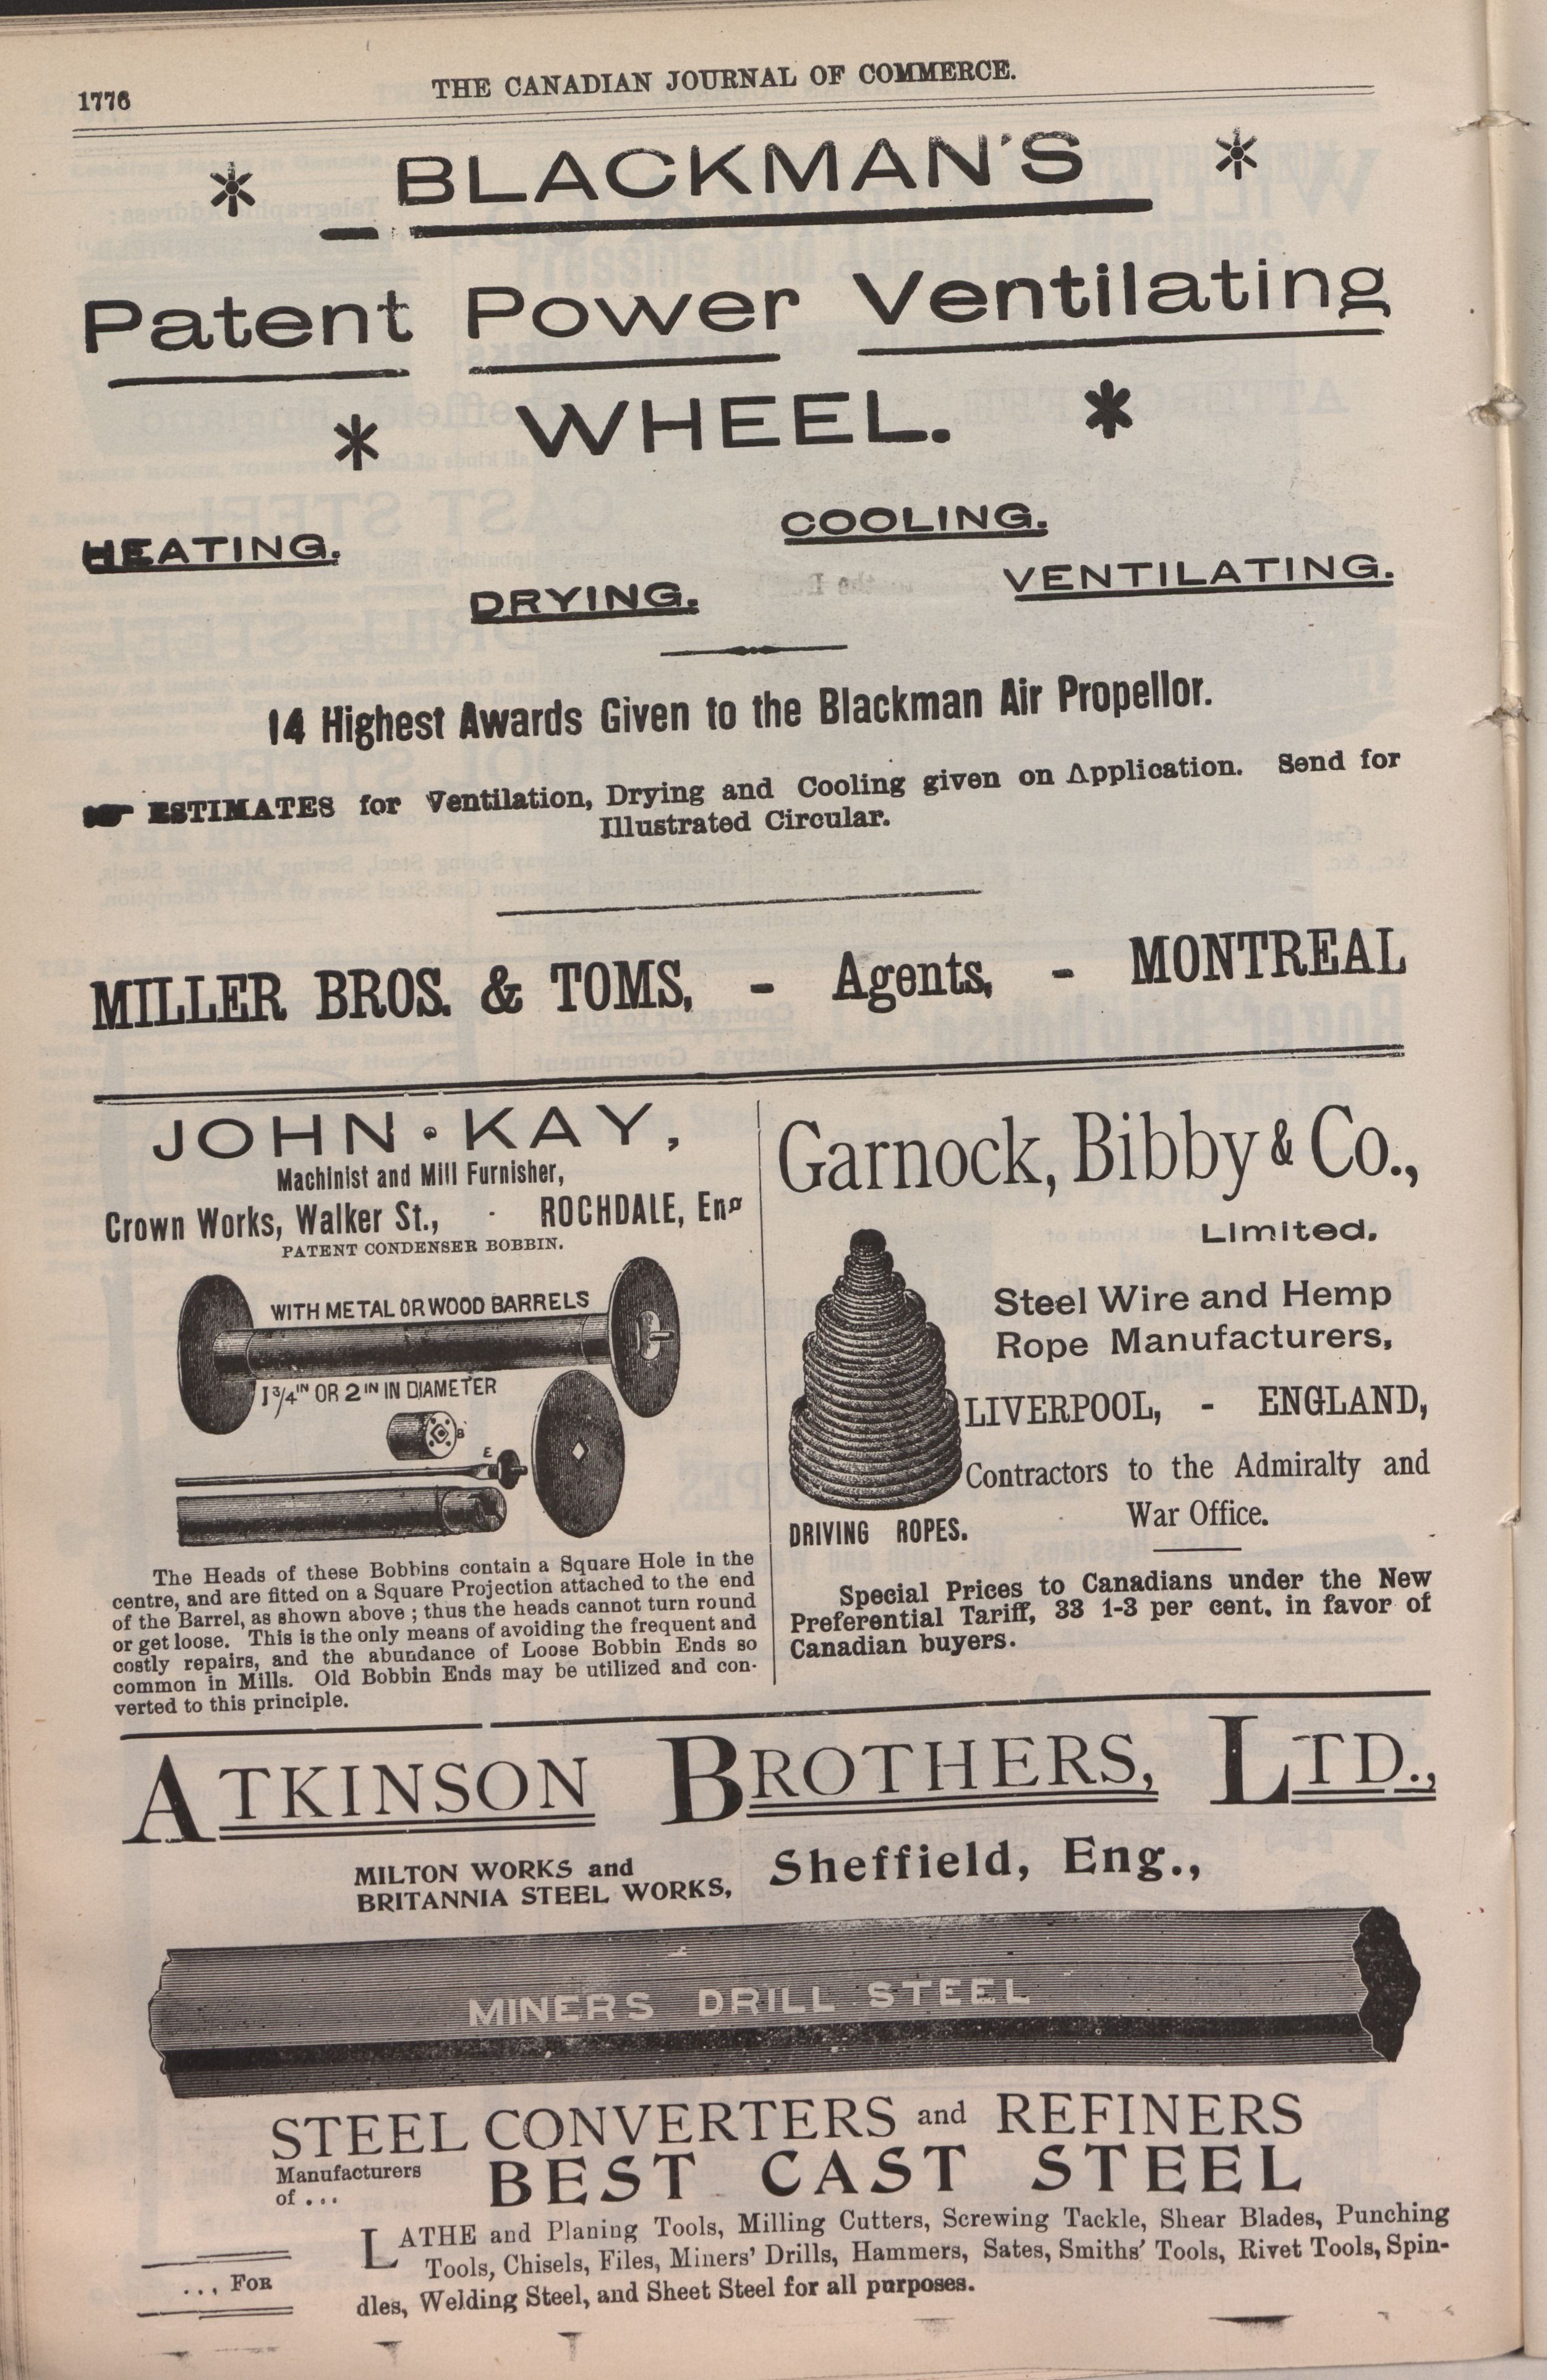 1776
THE CANADIAN JOURNAL OF COMMERCE.
* BLACKMAN'S *
Patent Power Ventilating
* WHEEL. *
COOLING.
HEATING.
VENTILATING.
DRYING.
14 Highest Awards Given to the Blackman Air Propellor.
☛ ESTIMATES for Ventilation, Drying and Cooling given on Application. Send for
Illustrated Circular.
MILLER BROS. & TOMS, - Agents, - MONTREAL
JOHN · KAY,
Machinist and Mill Furnisher,
Crown Works, Walker St., - ROCHDALE, Eng
PATENT CONDENSER BOBBIN.
WITH METAL OR WOOD BARRELS
1 3/4 IN OR 2 IN IN DIAMETER
B
E
The Heads of these Bobbins contain a Square Hole in the
centre, and are fitted on a Square Projection attached to the end
of the Barrel, as shown above ; thus the heads cannot turn round
or get loose. This is the only means of avoiding the frequent and
costly repairs, and the abundance of Loose Bobbin Ends so
common in Mills. Old Bobbin Ends may be utilized and con-
verted to this principle.
Garnock, Bibby & Co.,
Limited.
Steel Wire and Hemp
Rope Manufacturers,
LIVERPOOL, - ENGLAND,
Contractors to the Admiralty and
War Office.
DRIVING ROPES.
Special Prices to Canadians under the New
Preferential Tariff, 33 1-3 per cent. in favor of
Canadian buyers.
ATKINSON BROTHERS, LTD.,
MILTON WORKS and
BRITANNIA STEEL WORKS,
Sheffield, Eng.,
MINERS DRILL STEEL
STEEL CONVERTERS and REFINERS
Manufacturers
of ...
BEST CAST STEEL
... FOR
LATHE and Planing Tools, Milling Cutters, Screwing Tackle, Shear Blades, Punching
Tools, Chisels, Files, Miners' Drills, Hammers, Sates, Smiths' Tools, Rivet Tools, Spin-
dles, Welding Steel, and Sheet Steel for all purposes.